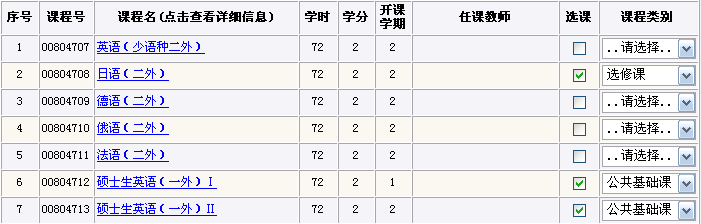 序号 课程号 课程名(点击查看详细信息) 学时 学分 开课学期 任课教师 选课 课程类别
1 00804707 英语（少语种二外） 72 2 2 ..请选择..
2 00804708 日语（二外） 72 2 2 选修课
3 00804709 德语（二外） 72 2 2 ..请选择..
4 00804710 俄语（二外） 72 2 2 ..请选择..
5 00804711 法语（二外） 72 2 2 ..请选择..
6 00804712 硕士生英语（一外）Ⅰ 72 2 1 公共基础课
7 00804713 硕士生英语（一外）Ⅱ 72 2 2 公共基础课